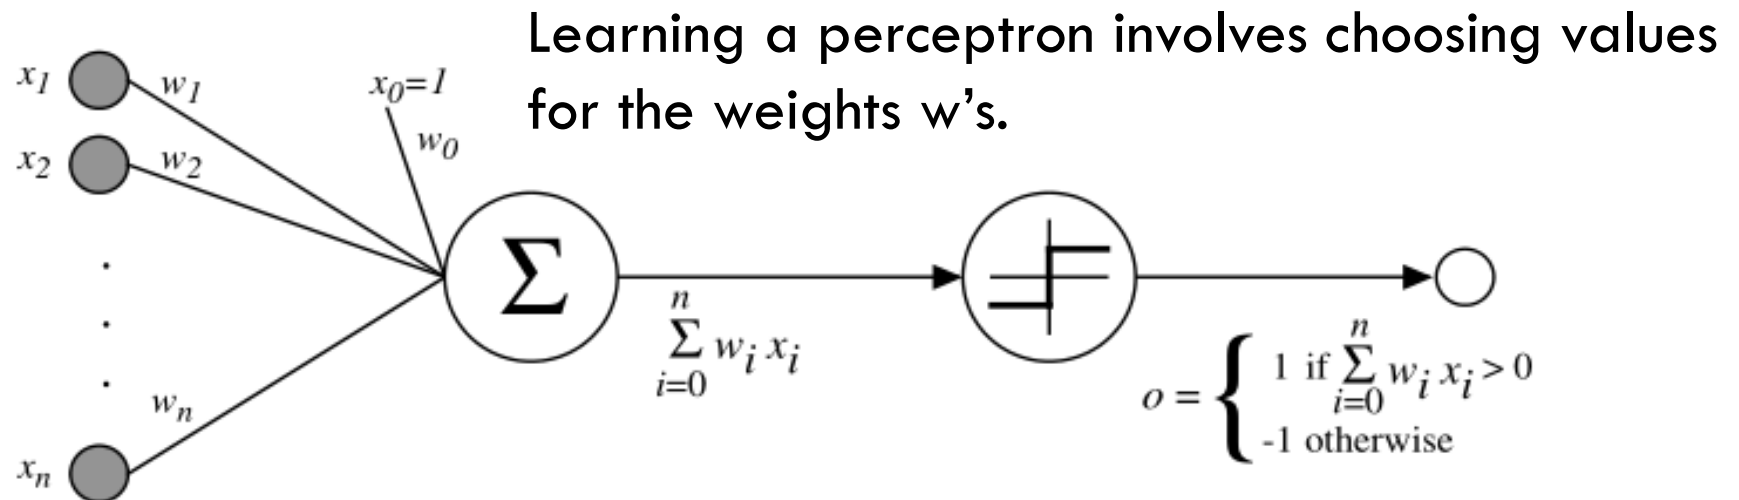 Learning a perceptron involves choosing values
for the weights w's.
x1
w1
x0=1
w0
x2
w2
.
.
.
wn
xn
Σ
n
Σ wi xi
i=0
n
o = { 1 if Σ wi xi > 0
i=0
-1 otherwise